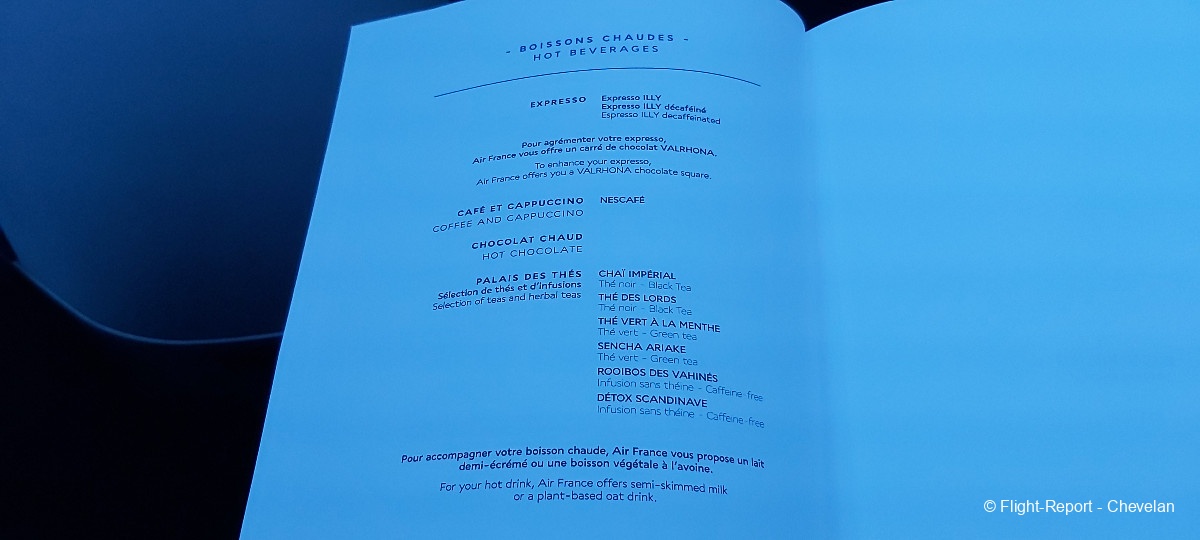 - BOISSONS CHAUDES -
HOT BEVERAGES
EXPRESSO
Expresso ILLY
Expresso ILLY décaféiné
Espresso ILLY decaffeinated
Pour agrémenter votre expresso,
Air France vous offre un carré de chocolat VALRHONA.
To enhance your expresso,
Air France offers you a VALRHONA chocolate square.
CAFÉ ET CAPPUCCINO
COFFEE AND CAPPUCCINO
NESCAFÉ
CHOCOLAT CHAUD
HOT CHOCOLATE
PALAIS DES THÉS
Sélection de thés et d'infusions
Selection of teas and herbal teas
CHAÏ IMPÉRIAL
Thé noir - Black Tea
THÉ DES LORDS
Thé noir - Black Tea
THÉ VERT À LA MENTHE
Thé vert - Green tea
SENCHA ARIAKE
Thé vert - Green tea
ROOIBOS DES VAHINÉS
Infusion sans théine - Caffeine-free
DÉTOX SCANDINAVE
Infusion sans théine - Caffeine-free
Pour accompagner votre boisson chaude, Air France vous propose un lait
demi-écrémé ou une boisson végétale à l'avoine.
For your hot drink, Air France offers semi-skimmed milk
or a plant-based oat drink.
© Flight-Report - Chevelan